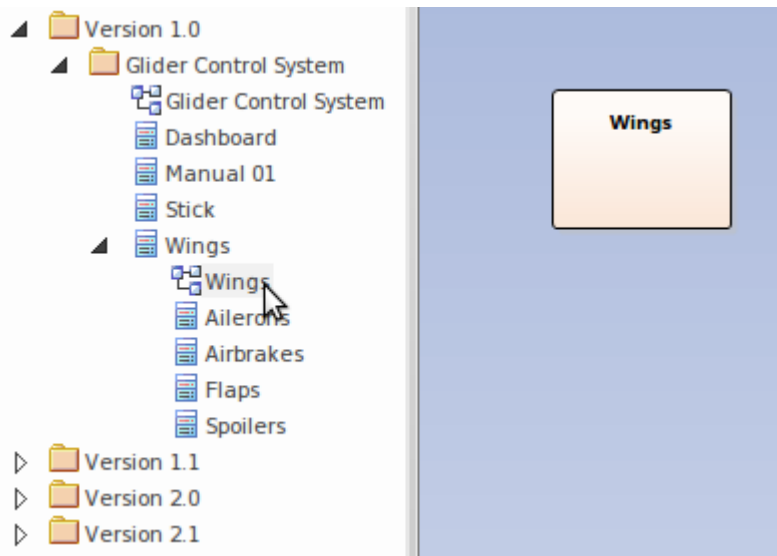 Version 1.0
Glider Control System
Glider Control System
Dashboard
Manual 01
Stick
Wings
Wings
Ailerons
Airbrakes
Flaps
Spoilers
Version 1.1
Version 2.0
Version 2.1
Wings